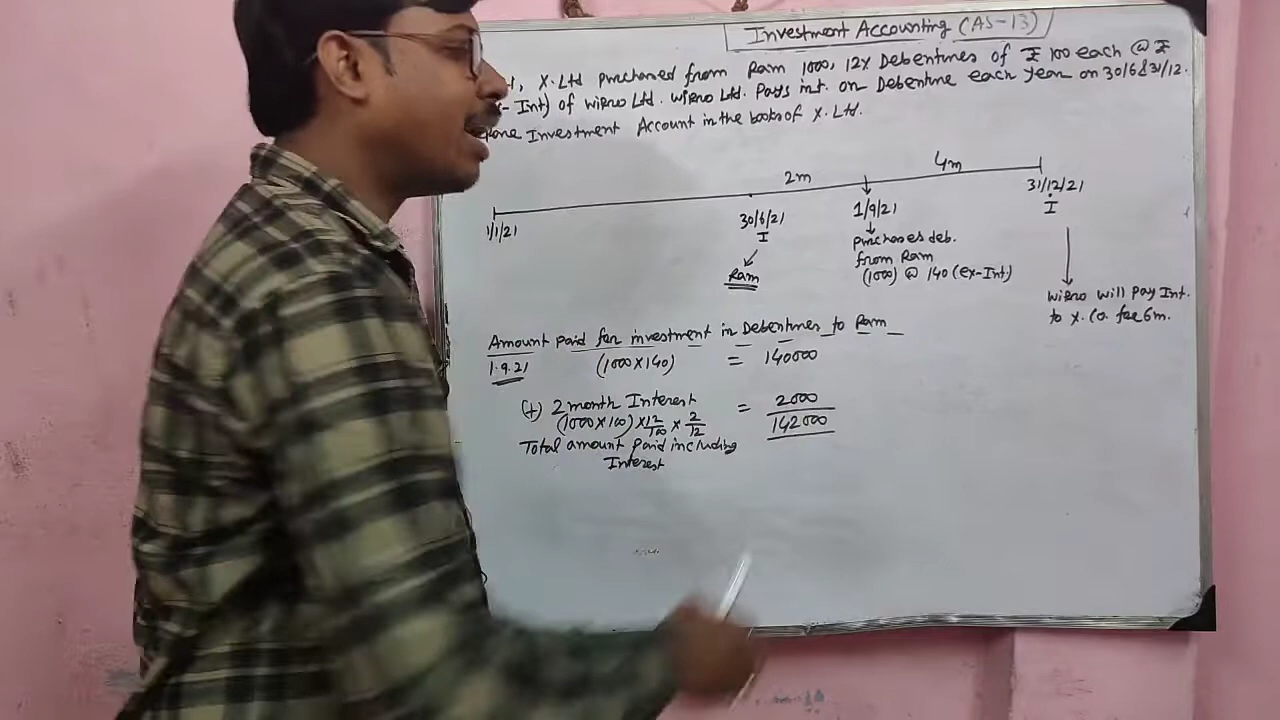 Investment Accounting (AS-13)
X. Ltd purchased from Ram 1000, 12% Debentures of ₹ 100 each @ ₹
Int) of wipro Ltd. wipro Ltd. Pays int. on Debentune each year on 30/6 & 31/12.
Investment Account in the books of X. Ltd.
2m
4m
1/1/21
30/6/21
I
Ram
1/9/21
purchases deb.
from Ram
(1000) @ 140 (ex-Int)
31/12/21
I
wipro will pay Int.
to X. Co. for 6m.
Amount paid for investment in Debentures to Ram
1.9.21 (1000×140) = 140000
(+) 2 month Interest = 2000
(1000×100) × 12/100 × 2/12
142000
Total amount paid including
Interest